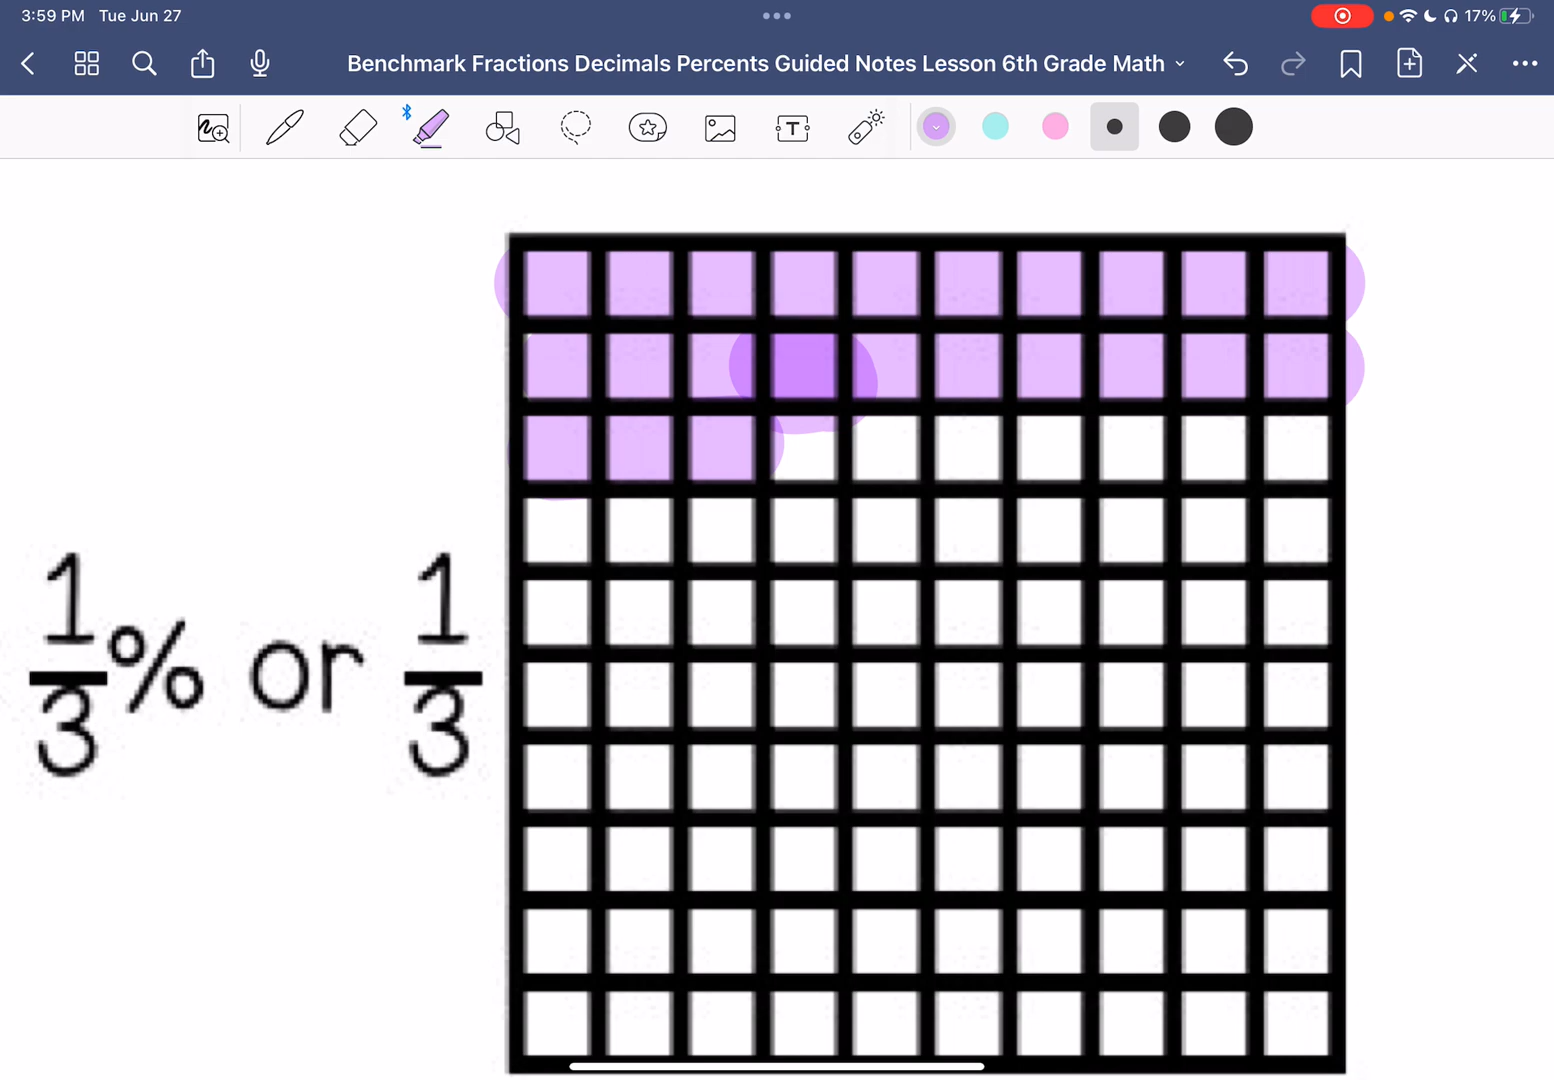 3:59 PM Tue Jun 27
17%
Benchmark Fractions Decimals Percents Guided Notes Lesson 6th Grade Math
T
1/3% or 1/3